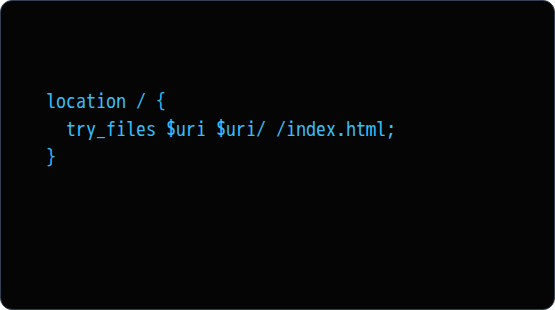 location / {
  try_files $uri $uri/ /index.html;
}